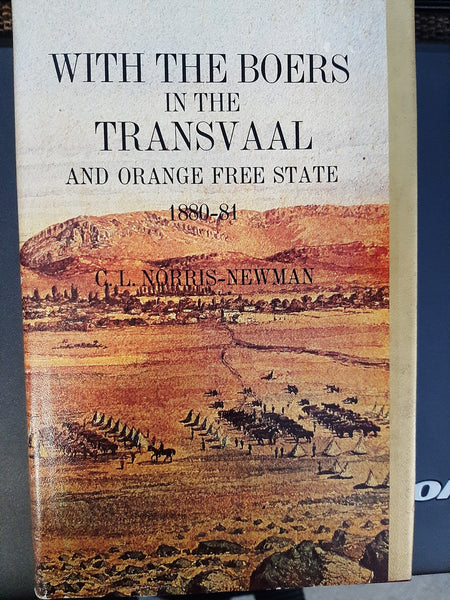 WITH THE BOERS
IN THE
TRANSVAAL
AND ORANGE FREE STATE
1880-81
C. L. NORRIS-NEWMAN